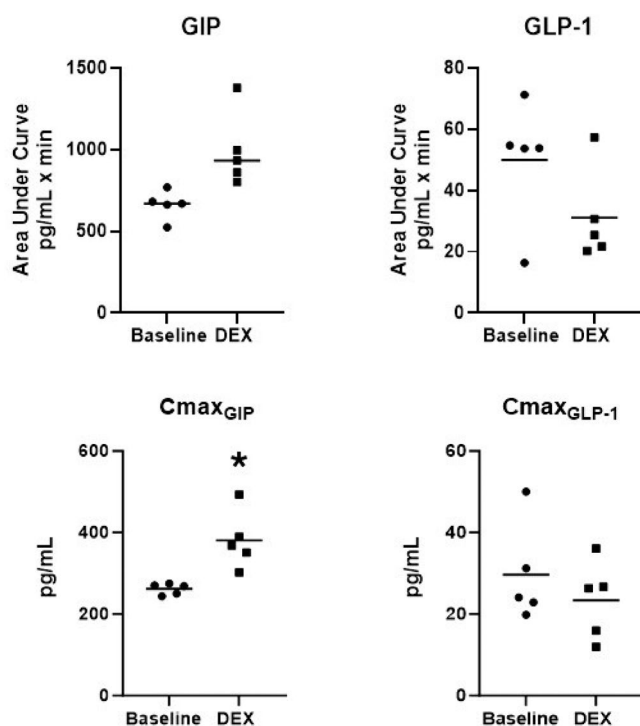 GIP
Area Under Curve
pg/mL x min
1500
1000
500
0
Baseline DEX
GLP-1
Area Under Curve
pg/mL x min
80
60
40
20
0
Baseline DEX
CmaxGIP
pg/mL
600
400
200
0
*
Baseline DEX
CmaxGLP-1
pg/mL
60
40
20
0
Baseline DEX